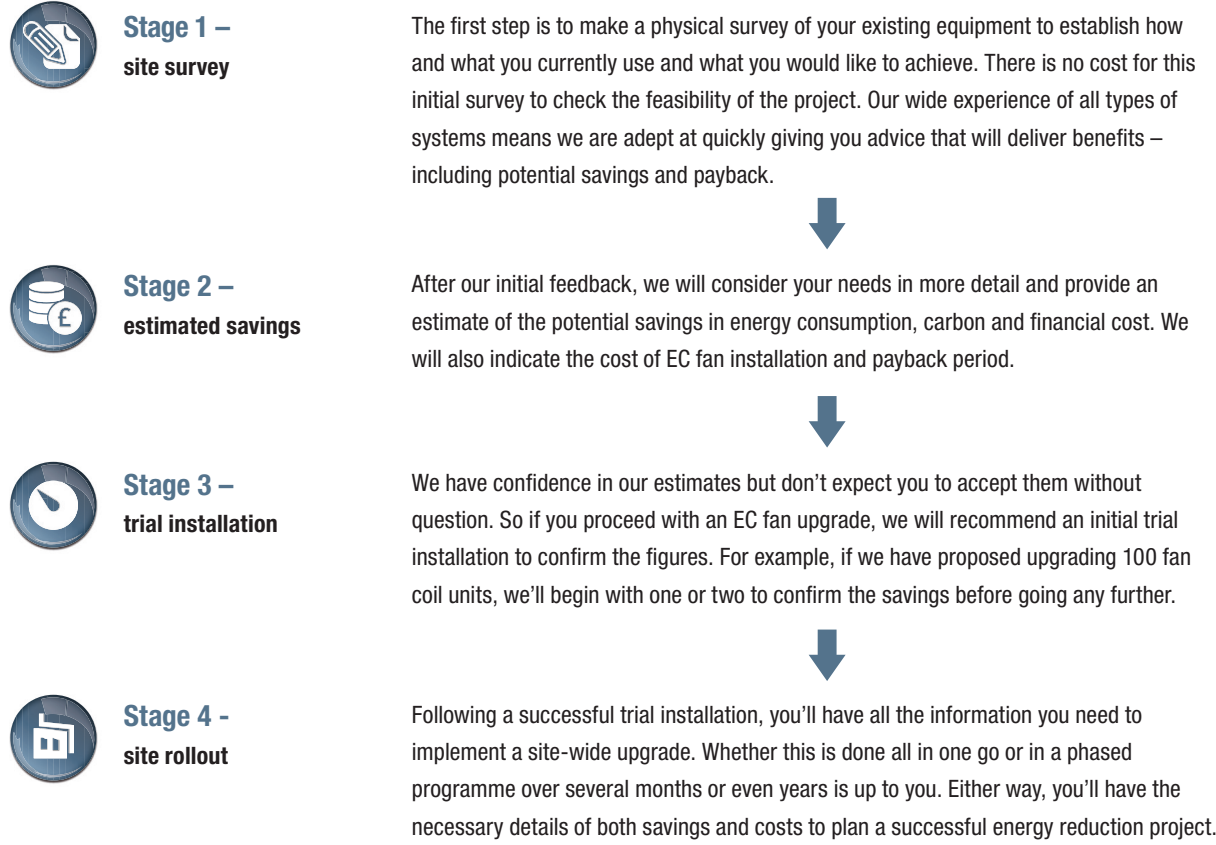 Stage 1 –
site survey
The first step is to make a physical survey of your existing equipment to establish how
and what you currently use and what you would like to achieve. There is no cost for this
initial survey to check the feasibility of the project. Our wide experience of all types of
systems means we are adept at quickly giving you advice that will deliver benefits –
including potential savings and payback.
Stage 2 –
estimated savings
£
After our initial feedback, we will consider your needs in more detail and provide an
estimate of the potential savings in energy consumption, carbon and financial cost. We
will also indicate the cost of EC fan installation and payback period.
Stage 3 –
trial installation
We have confidence in our estimates but don’t expect you to accept them without
question. So if you proceed with an EC fan upgrade, we will recommend an initial trial
installation to confirm the figures. For example, if we have proposed upgrading 100 fan
coil units, we’ll begin with one or two to confirm the savings before going any further.
Stage 4 -
site rollout
Following a successful trial installation, you’ll have all the information you need to
implement a site-wide upgrade. Whether this is done all in one go or in a phased
programme over several months or even years is up to you. Either way, you’ll have the
necessary details of both savings and costs to plan a successful energy reduction project.